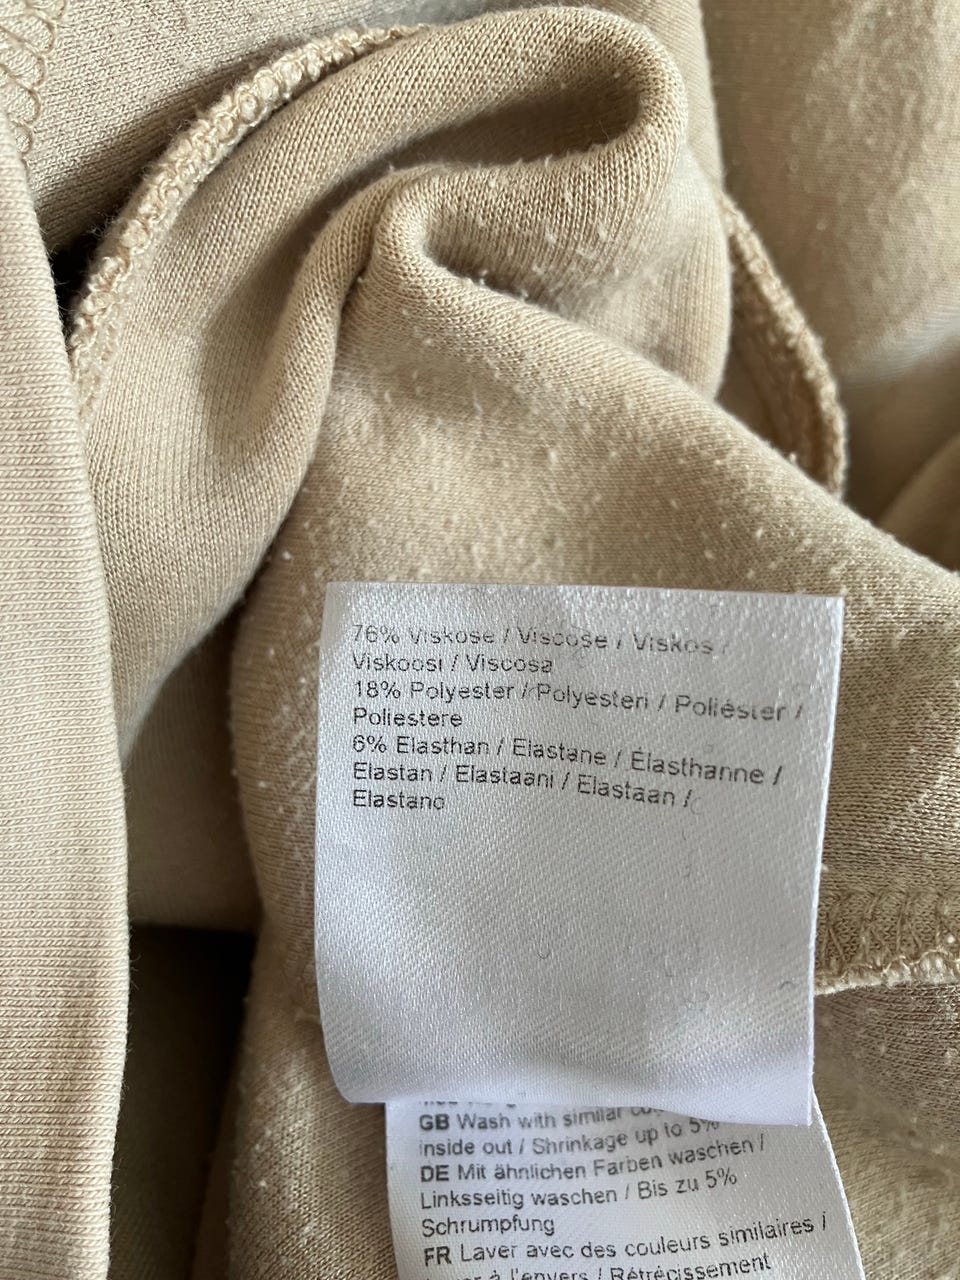 76% Viskose / Viscose / Viskos /
Viskoosi / Viscosa
18% Polyester / Polyesteri / Poliéster /
Poliestere
6% Elasthan / Elastane / Élasthanne /
Elastan / Elastaani / Elastaan /
Elastano
GB Wash with similar
inside out / Shrinkage up to 5%
DE Mit ähnlichen Farben waschen /
Linksseitig waschen / Bis zu 5%
Schrumpfung
FR Laver avec des couleurs similaires /
à l'envers / Rétrécissement